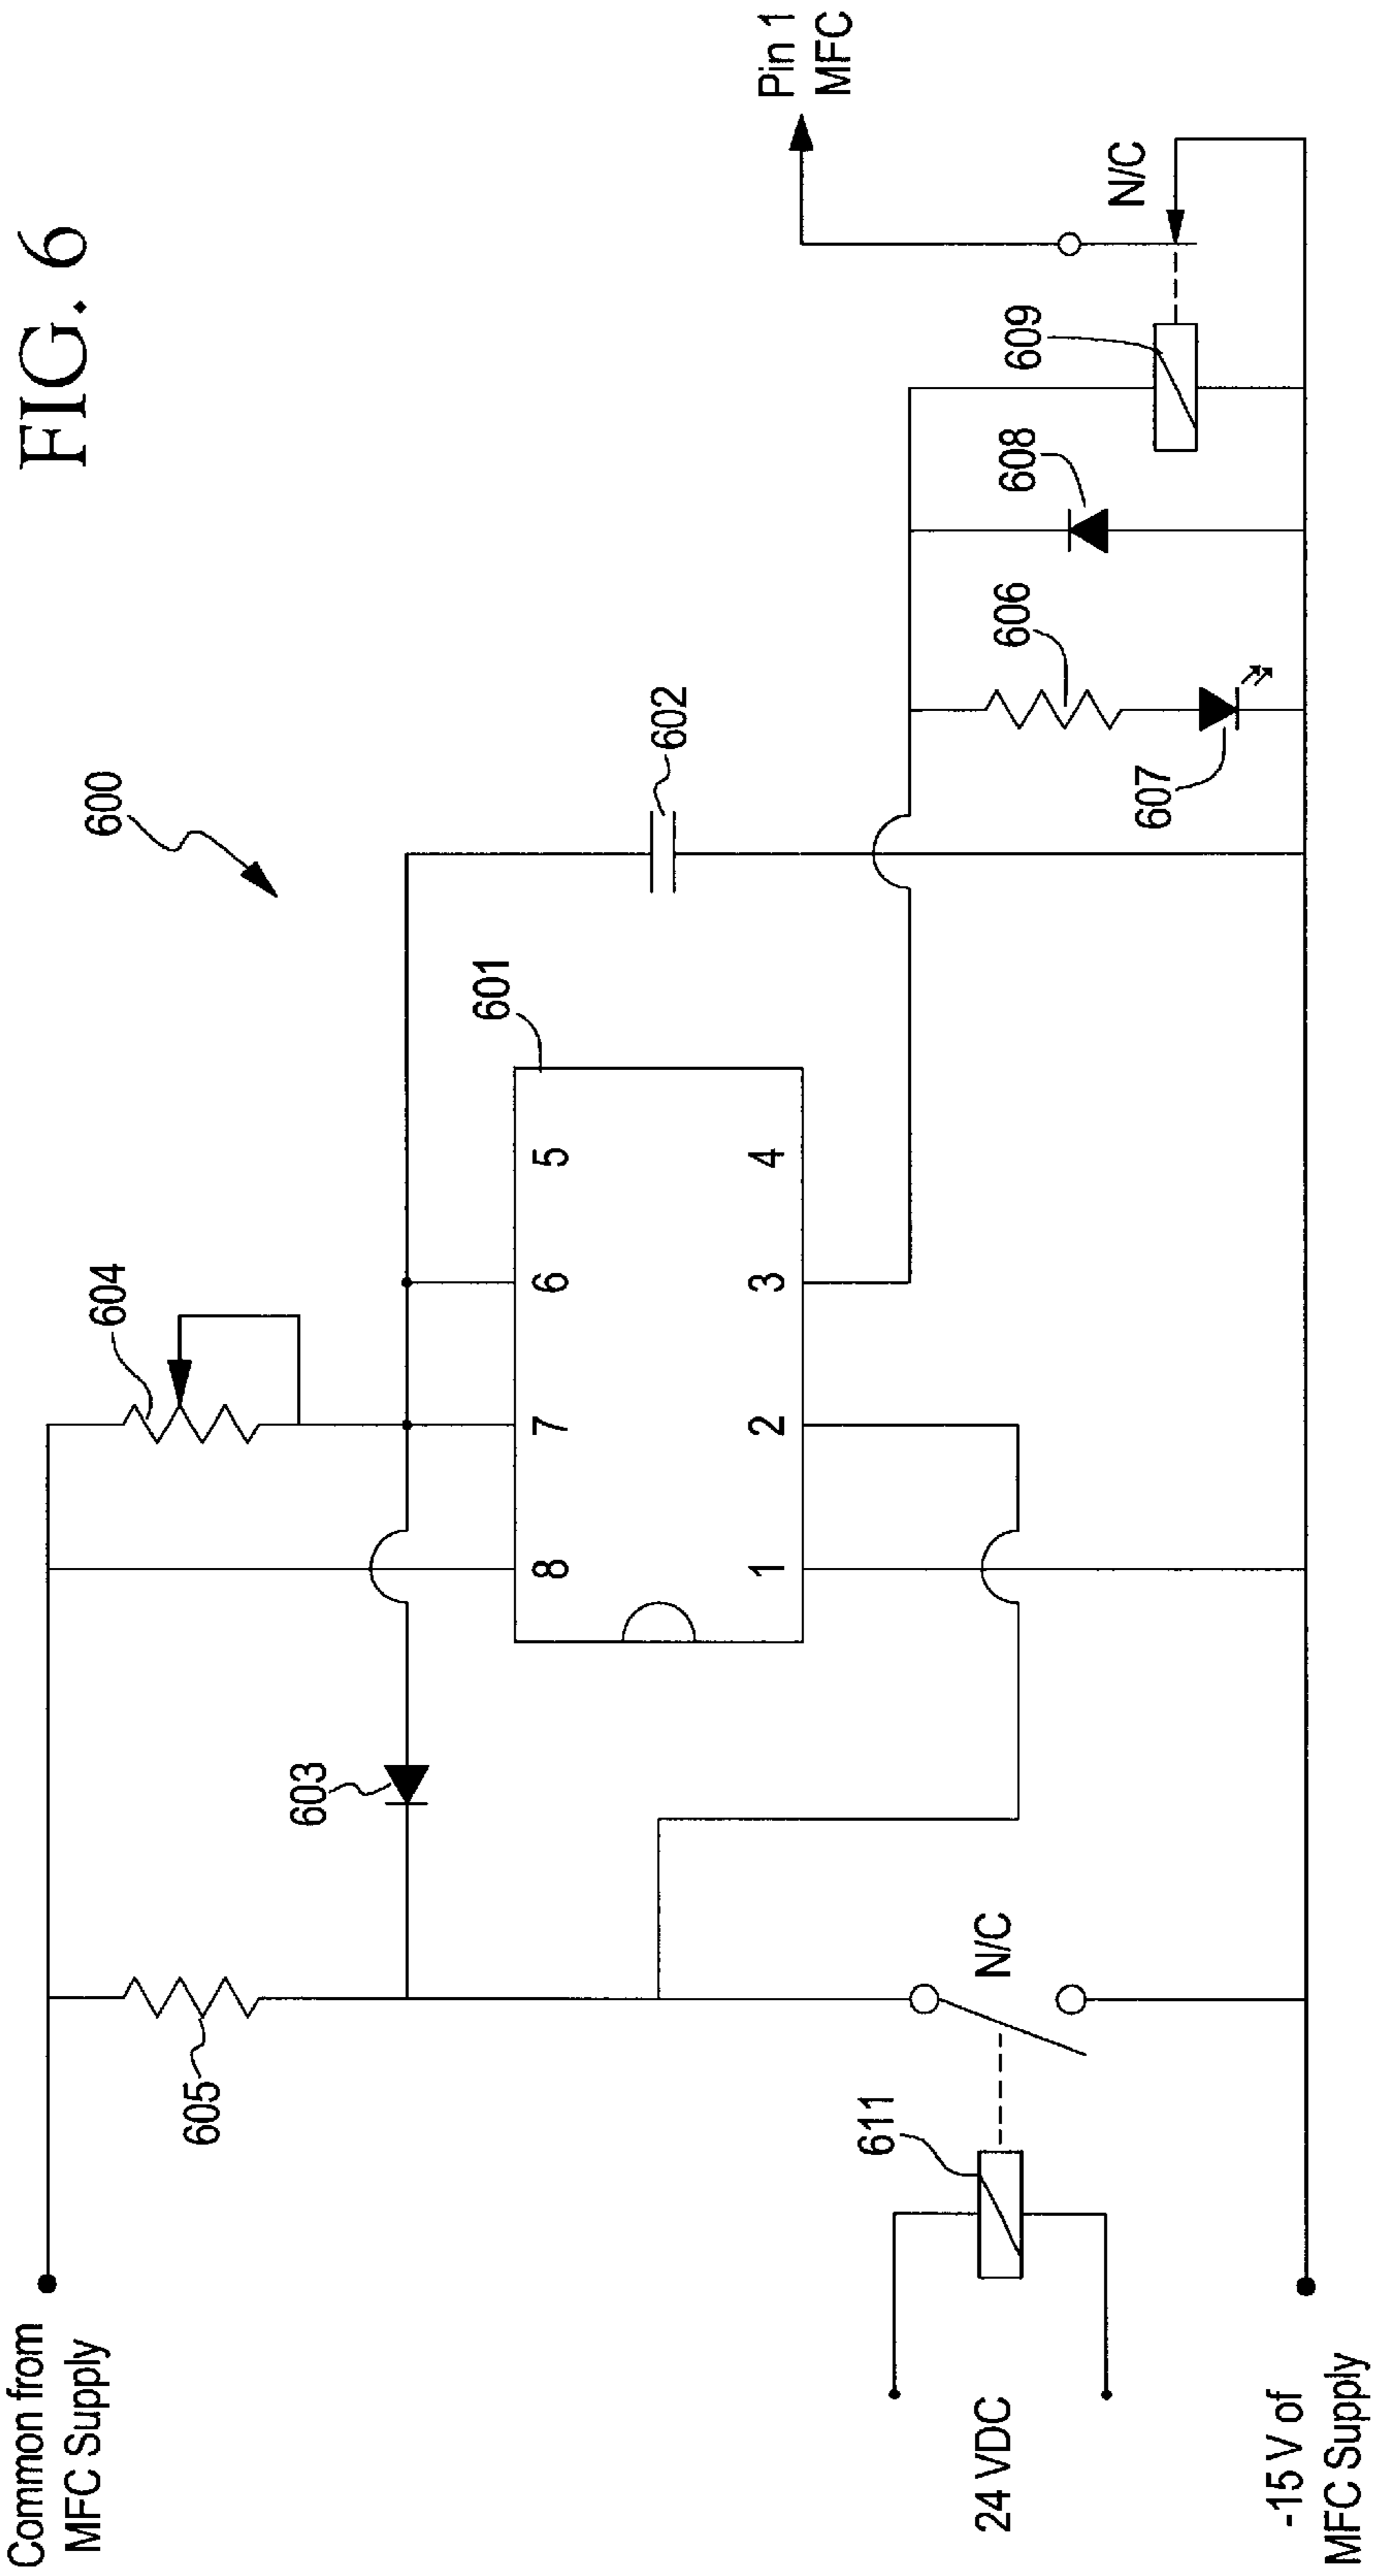 FIG. 6
600
Common from
MFC Supply
605
603
604
601
8
7
6
5
1
2
3
4
602
611
24 VDC
N/C
606
607
608
609
N/C
Pin 1
MFC
-15 V of
MFC Supply